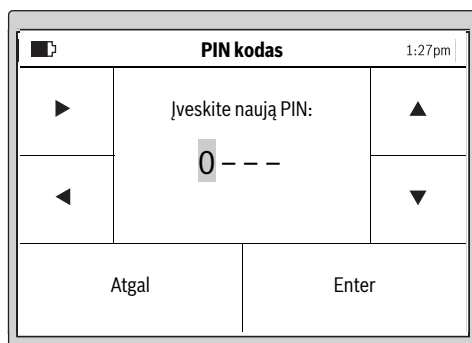 PIN kodas 1:27pm
Įveskite naują PIN:
0 – – –
Atgal Enter